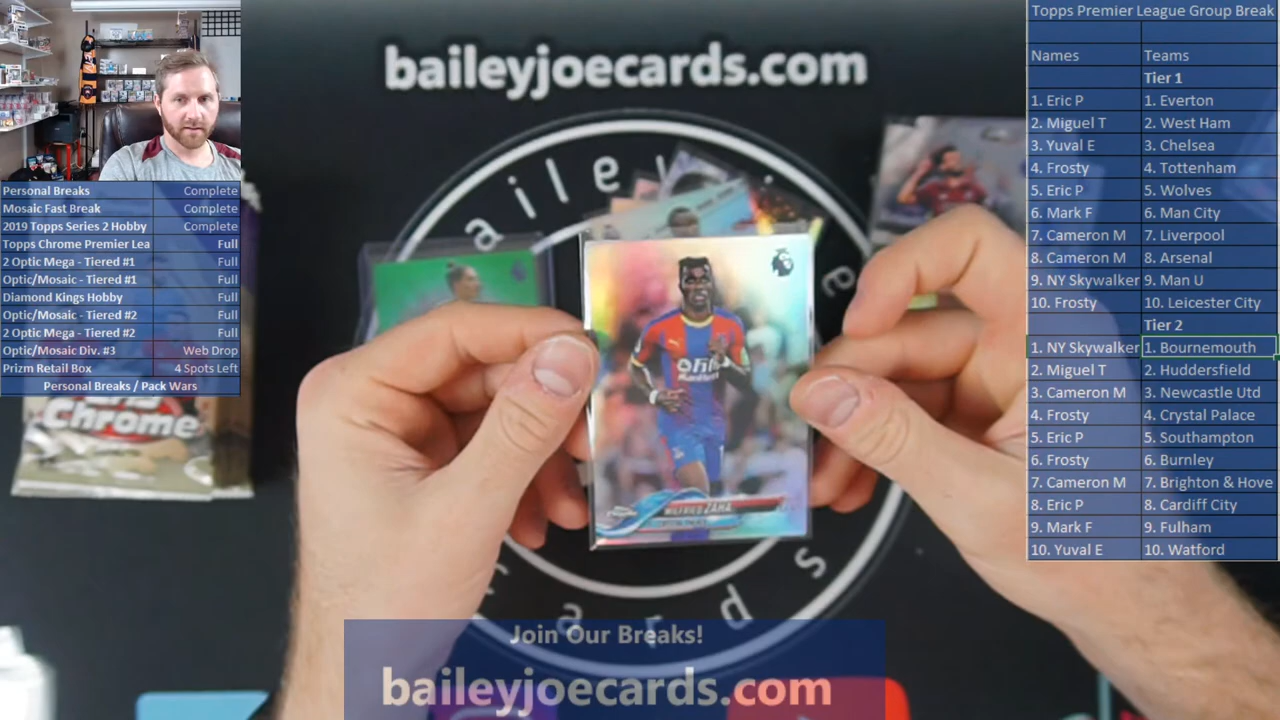 baileyjoecards.com
Topps Premier League Group Break
Names Teams
Tier 1
1. Eric P 1. Everton
2. Miguel T 2. West Ham
3. Yuval E 3. Chelsea
4. Frosty 4. Tottenham
5. Eric P 5. Wolves
6. Mark F 6. Man City
7. Cameron M 7. Liverpool
8. Cameron M 8. Arsenal
9. NY Skywalker 9. Man U
10. Frosty 10. Leicester City
Tier 2
1. NY Skywalker 1. Bournemouth
2. Miguel T 2. Huddersfield
3. Cameron M 3. Newcastle Utd
4. Frosty 4. Crystal Palace
5. Eric P 5. Southampton
6. Frosty 6. Burnley
7. Cameron M 7. Brighton & Hove
8. Eric P 8. Cardiff City
9. Mark F 9. Fulham
10. Yuval E 10. Watford
Personal Breaks Complete
Mosaic Fast Break Complete
2019 Topps Series 2 Hobby Complete
Topps Chrome Premier Lea Full
2 Optic Mega - Tiered #1 Full
Optic/Mosaic - Tiered #1 Full
Diamond Kings Hobby Full
Optic/Mosaic - Tiered #2 Full
2 Optic Mega - Tiered #2 Full
Optic/Mosaic Div. #3 Web Drop
Prizm Retail Box 4 Spots Left
Personal Breaks / Pack Wars
Chrome
WILFRIED ZAHA
CRYSTAL PALACE
Join Our Breaks!
baileyjoecards.com